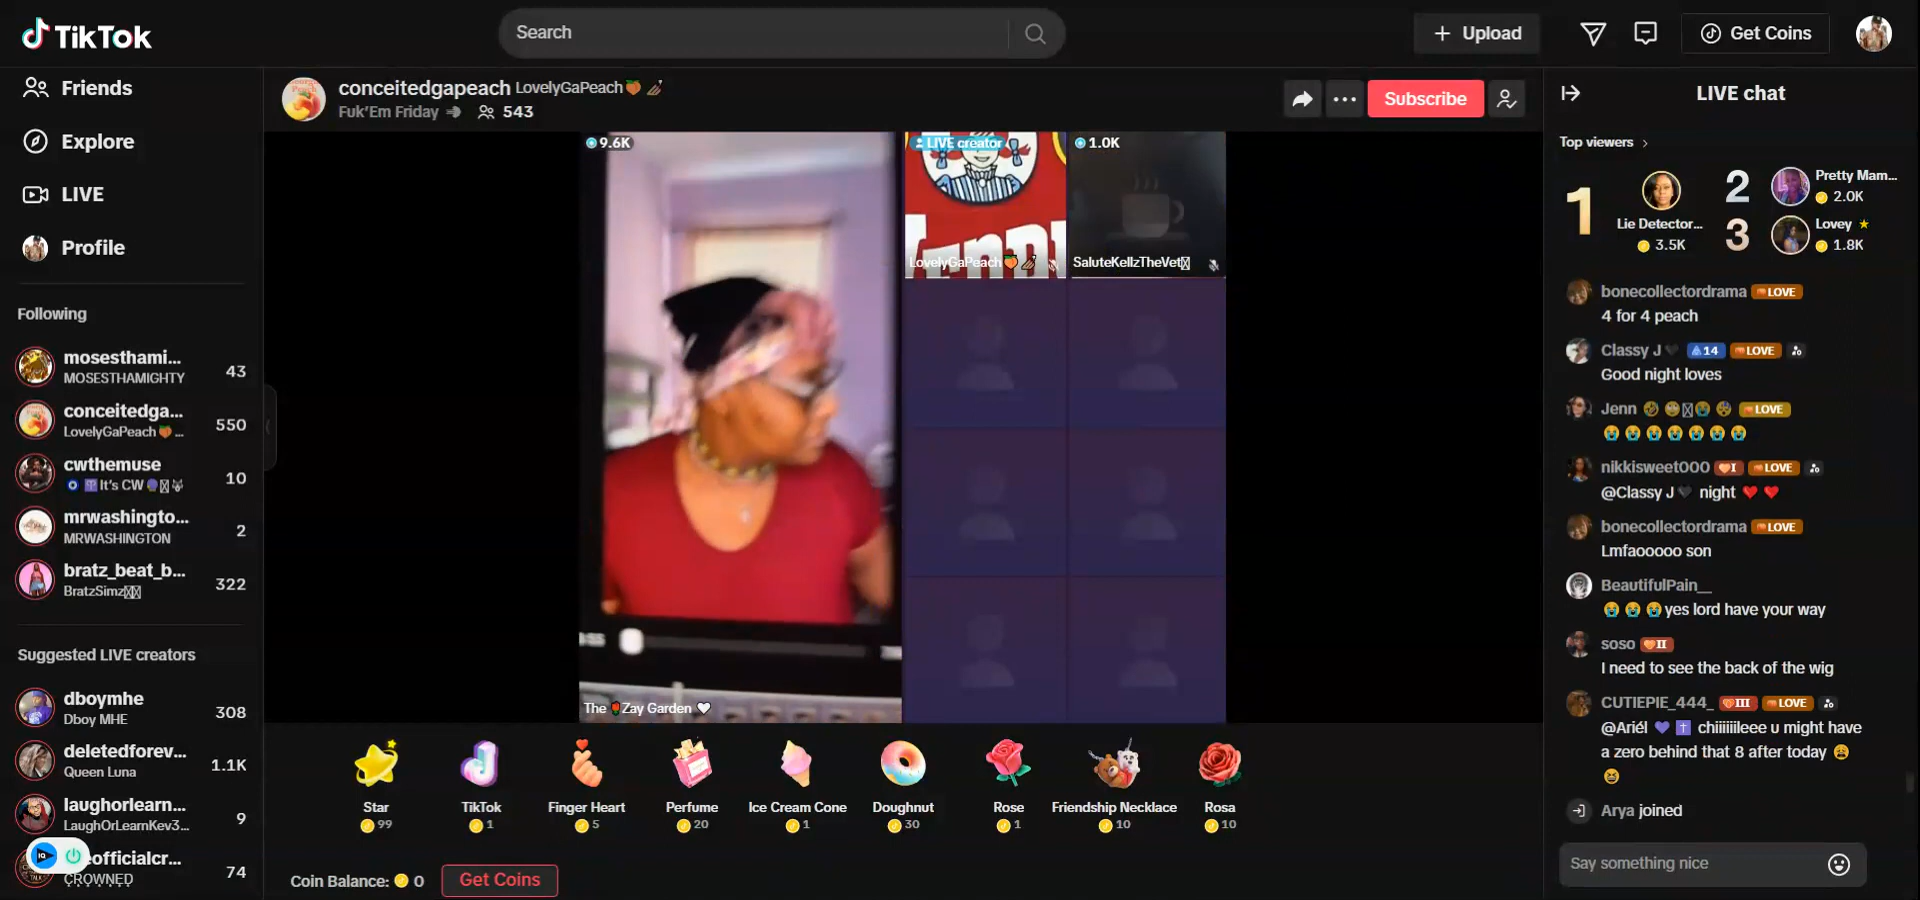 TikTok
Search
+ Upload
Get Coins
Friends
Explore
LIVE
Profile
Following
mosesthami...
MOSESTHAMIGHTY
43
conceitedga...
LovelyGaPeach🍑...
550
cwthemuse
It's CW
10
mrwashingto...
MRWASHINGTON
2
bratz_beat_b...
BratzSimz
322
Suggested LIVE creators
dboymhe
Dboy MHE
308
deletedforev...
Queen Luna
1.1K
laughorlearn...
LaughOrLearnKev3...
9
eofficialcr...
CROWNED
74
conceitedgapeach LovelyGaPeach🍑💅🏾
Fuk'Em Friday 💨 543
Subscribe
9.6K
LIVE creator
1.0K
LovelyGaPeach🍑💅🏾
SaluteKellzTheVet
The 🌹Zay Garden 🤍
Star
99
TikTok
1
Finger Heart
5
Perfume
20
Ice Cream Cone
1
Doughnut
30
Rose
1
Friendship Necklace
10
Rosa
10
Coin Balance: 0
Get Coins
LIVE chat
Top viewers >
1
Lie Detector...
3.5K
2
Pretty Mam...
2.0K
3
Lovey ⭐
1.8K
bonecollectordrama LOVE
4 for 4 peach
Classy J🖤 14 LOVE
Good night loves
Jenn LOVE
😭😭😭😭😭😭😭
nikkisweet000 I LOVE
@Classy J🖤 night ❤️❤️
bonecollectordrama LOVE
Lmfaooooo son
BeautifulPain__
😭😭😭yes lord have your way
soso II
I need to see the back of the wig
CUTIEPIE_444_ III LOVE
@Ariél 💜✝️ chiiiiiileee u might have
a zero behind that 8 after today 😩
😫
Arya joined
Say something nice